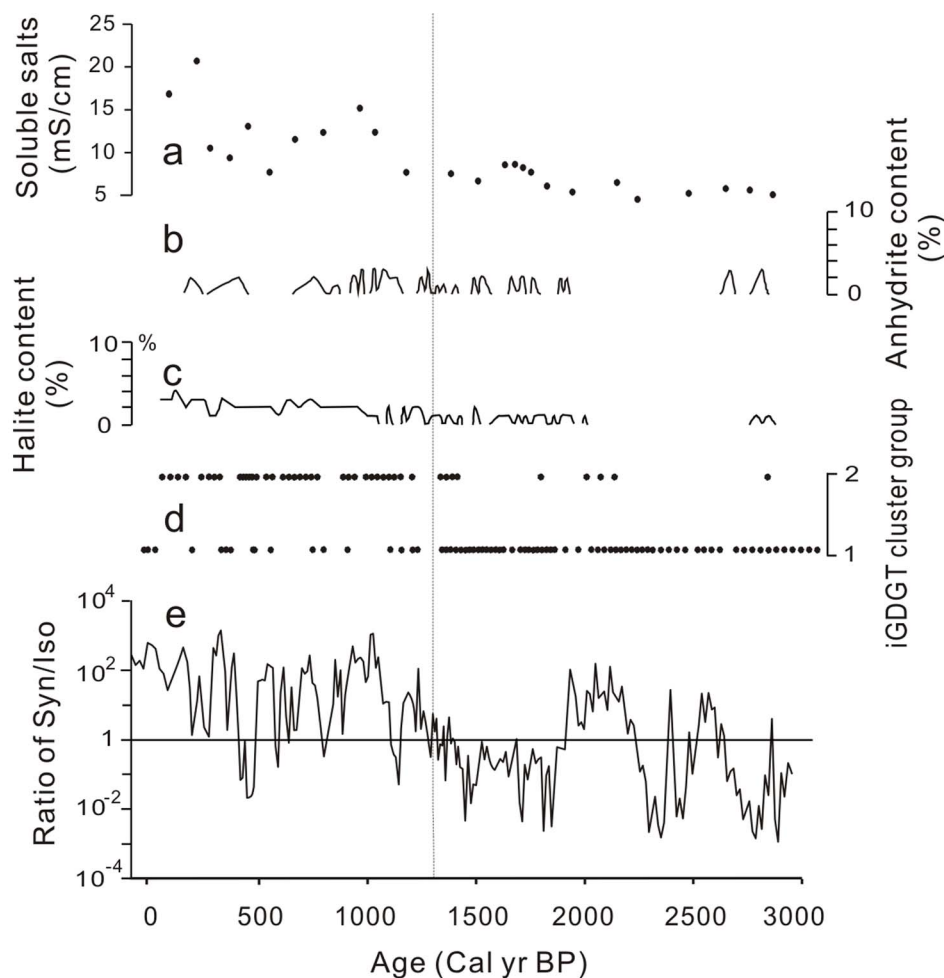 Soluble salts
(mS/cm)
25
20
15
10
5
a
b
10
0
Anhydrite content
(%)
Halite content
(%)
10
%
0
c
d
2
1
iGDGT cluster group
e
Ratio of Syn/Iso
10⁴
10²
1
10⁻²
10⁻⁴
0 500 1000 1500 2000 2500 3000
Age (Cal yr BP)